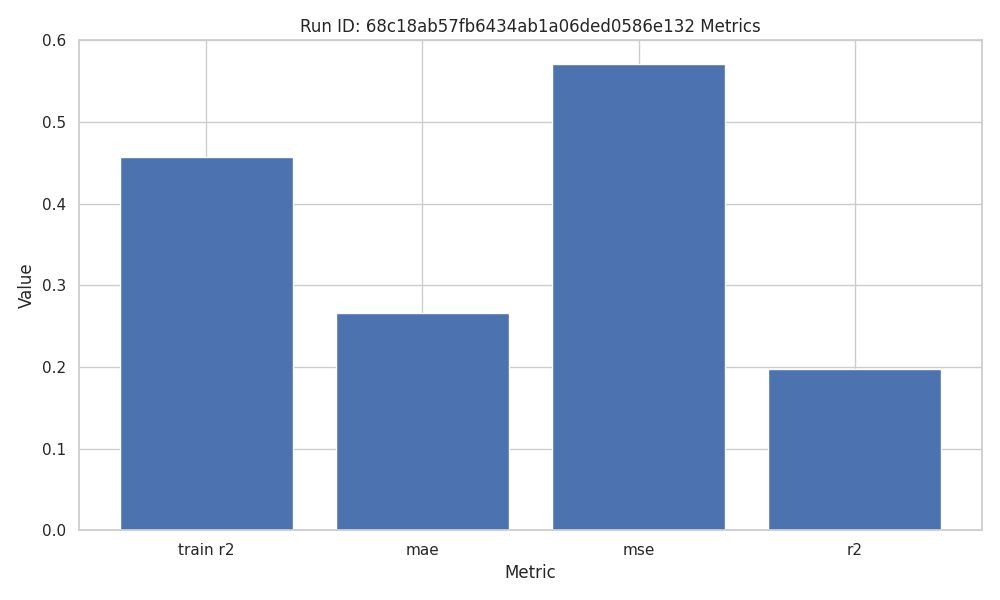 Run ID: 68c18ab57fb6434ab1a06ded0586e132 Metrics
0.6
0.5
0.4
0.3
0.2
0.1
0.0
Value
train r2
mae
mse
r2
Metric